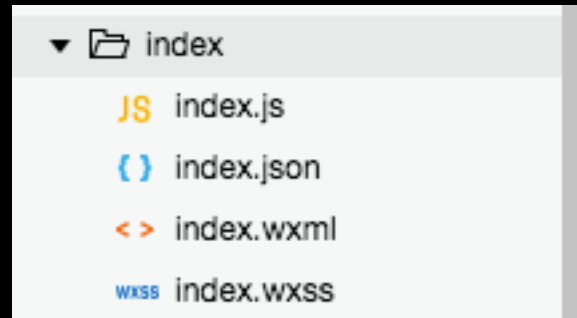 index
JS index.js
{ } index.json
< > index.wxml
wxss index.wxss